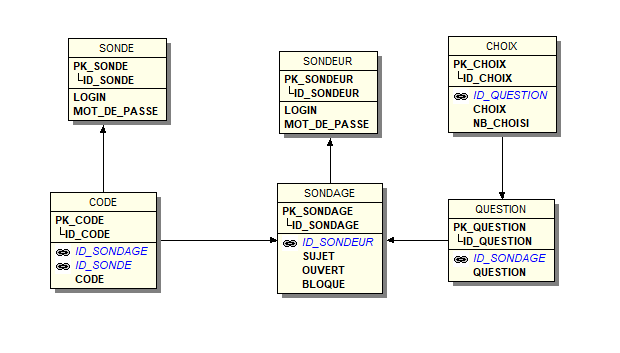 SONDE
PK_SONDE
ID_SONDE
LOGIN
MOT_DE_PASSE
SONDEUR
PK_SONDEUR
ID_SONDEUR
LOGIN
MOT_DE_PASSE
CHOIX
PK_CHOIX
ID_CHOIX
ID_QUESTION
CHOIX
NB_CHOISI
CODE
PK_CODE
ID_CODE
ID_SONDAGE
ID_SONDE
CODE
SONDAGE
PK_SONDAGE
ID_SONDAGE
ID_SONDEUR
SUJET
OUVERT
BLOQUE
QUESTION
PK_QUESTION
ID_QUESTION
ID_SONDAGE
QUESTION